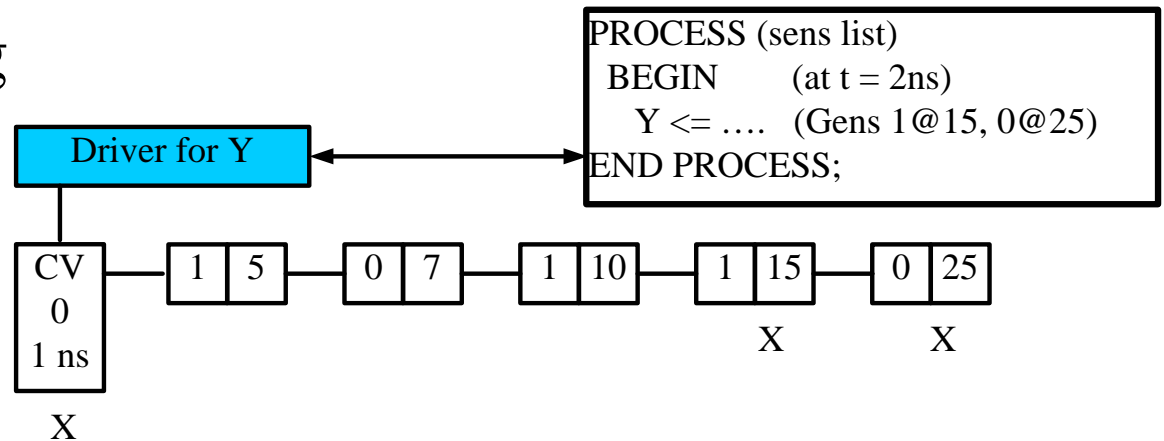 g
PROCESS (sens list)
BEGIN (at t = 2ns)
Y <= …. (Gens 1@15, 0@25)
END PROCESS;
Driver for Y
CV
0
1 ns
1 5
0 7
1 10
1 15
0 25
X X
X